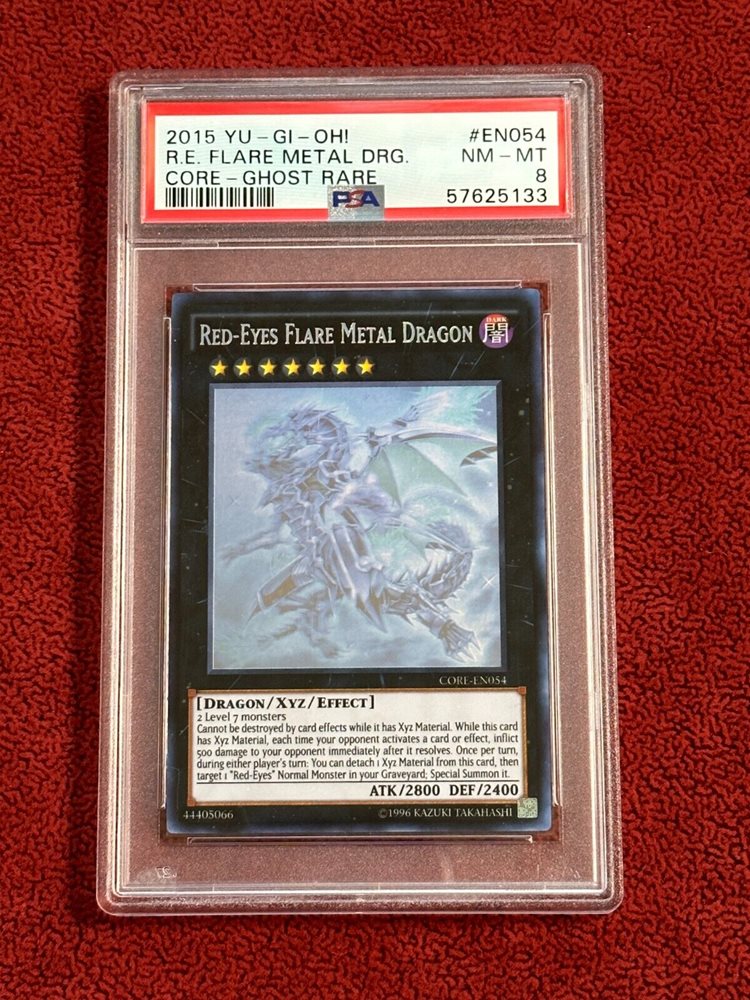 2015 YU-GI-OH! #EN054
R.E. FLARE METAL DRG. NM-MT
CORE-GHOST RARE 8
PSA 57625133
RED-EYES FLARE METAL DRAGON DARK 闇
CORE-EN054
[DRAGON/XYZ/EFFECT]
2 Level 7 monsters
Cannot be destroyed by card effects while it has Xyz Material. While this card
has Xyz Material, each time your opponent activates a card or effect, inflict
500 damage to your opponent immediately after it resolves. Once per turn,
during either player's turn: You can detach 1 Xyz Material from this card, then
target 1 "Red-Eyes" Normal Monster in your Graveyard; Special Summon it.
ATK/2800 DEF/2400
44405066 ©1996 KAZUKI TAKAHASHI